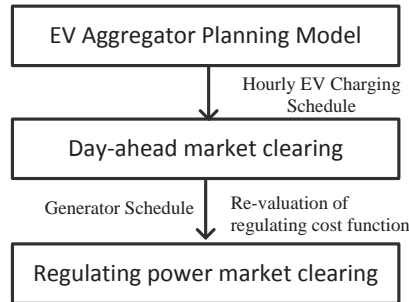 EV Aggregator Planning Model
Hourly EV Charging
Schedule
Day-ahead market clearing
Generator Schedule
Re-valuation of
regulating cost function
Regulating power market clearing